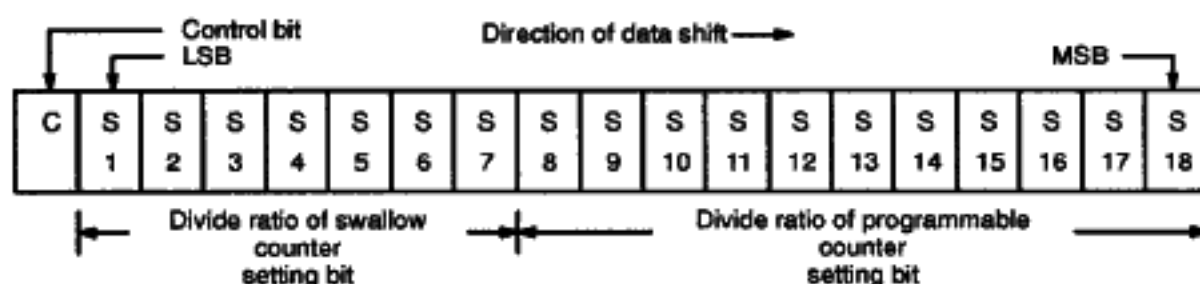 Control bit
Direction of data shift
LSB
MSB
C S S S S S S S S S S S S S S S S S S
1 2 3 4 5 6 7 8 9 10 11 12 13 14 15 16 17 18
Divide ratio of swallow
counter
setting bit
Divide ratio of programmable
counter
setting bit